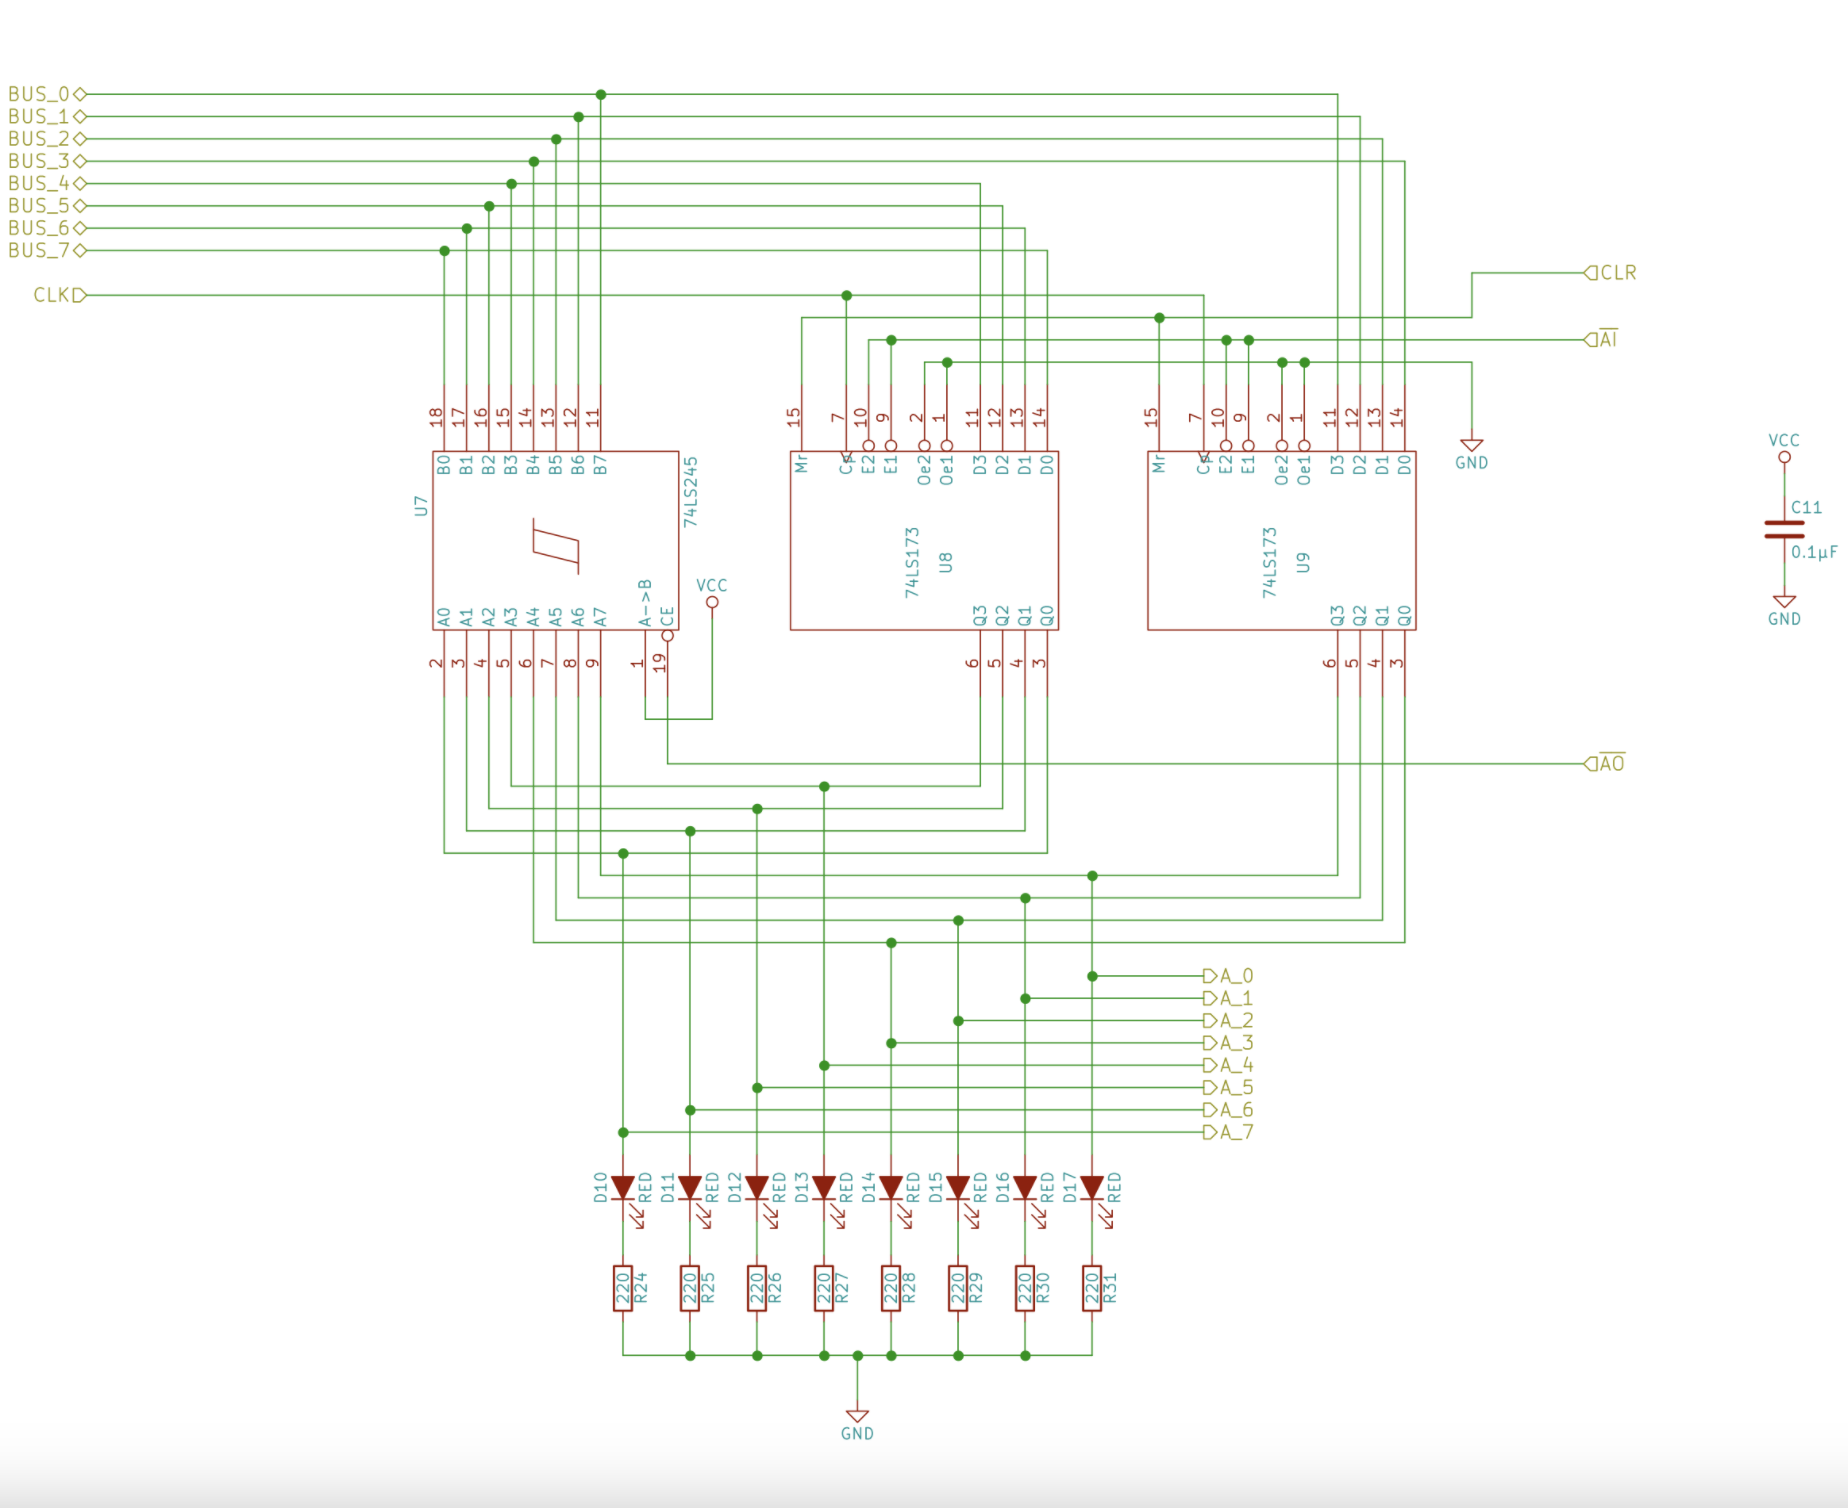 BUS_0
BUS_1
BUS_2
BUS_3
BUS_4
BUS_5
BUS_6
BUS_7
CLK
CLR
AI
18 17 16 15 14 13 12 11
15 7 10 9 2 1 11 12 13 14
15 7 10 9 2 1 11 12 13 14
GND
VCC
B0 B1 B2 B3 B4 B5 B6 B7
Mr Cp E2 E1 Oe2 Oe1 D3 D2 D1 D0
Mr Cp E2 E1 Oe2 Oe1 D3 D2 D1 D0
U7
74LS245
74LS173
U8
74LS173
U9
C11
0.1µF
GND
VCC
A0 A1 A2 A3 A4 A5 A6 A7 A->B CE
Q3 Q2 Q1 Q0
Q3 Q2 Q1 Q0
2 3 4 5 6 7 8 9 1 19
6 5 4 3
6 5 4 3
AO
A_0
A_1
A_2
A_3
A_4
A_5
A_6
A_7
D10 RED D11 RED D12 RED D13 RED D14 RED D15 RED D16 RED D17 RED
220 R24 220 R25 220 R26 220 R27 220 R28 220 R29 220 R30 220 R31
GND